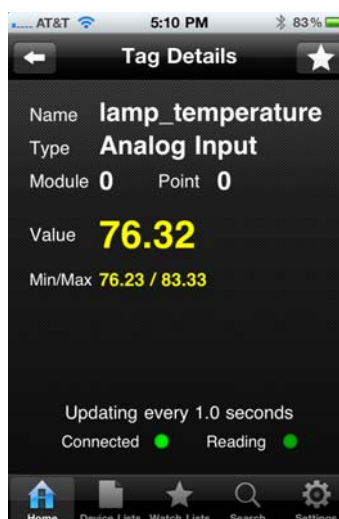 AT&T 5:10 PM 83%
Tag Details
Name lamp_temperature
Type Analog Input
Module 0 Point 0
Value 76.32
Min/Max 76.23 / 83.33
Updating every 1.0 seconds
Connected Reading
Home Device Lists Watch Lists Search Settings